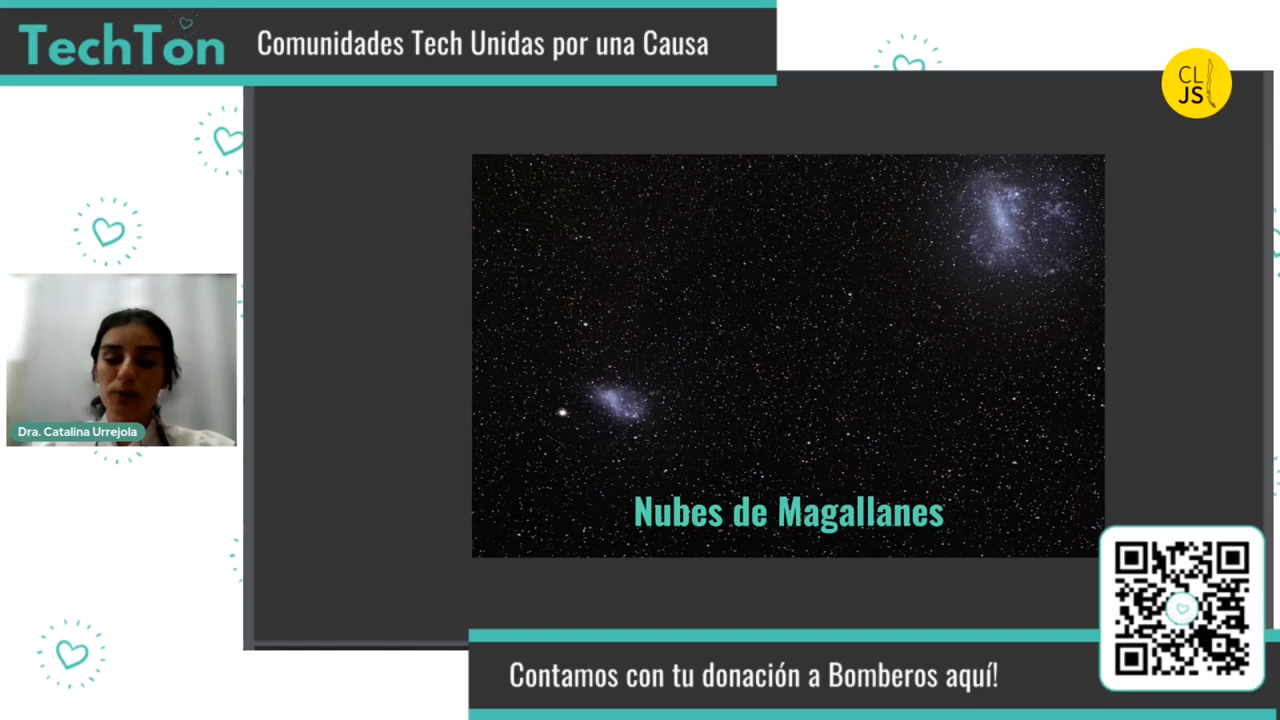 TechTon
Comunidades Tech Unidas por una Causa
CL
JS
Dra. Catalina Urrejola
Nubes de Magallanes
Contamos con tu donación a Bomberos aquí!